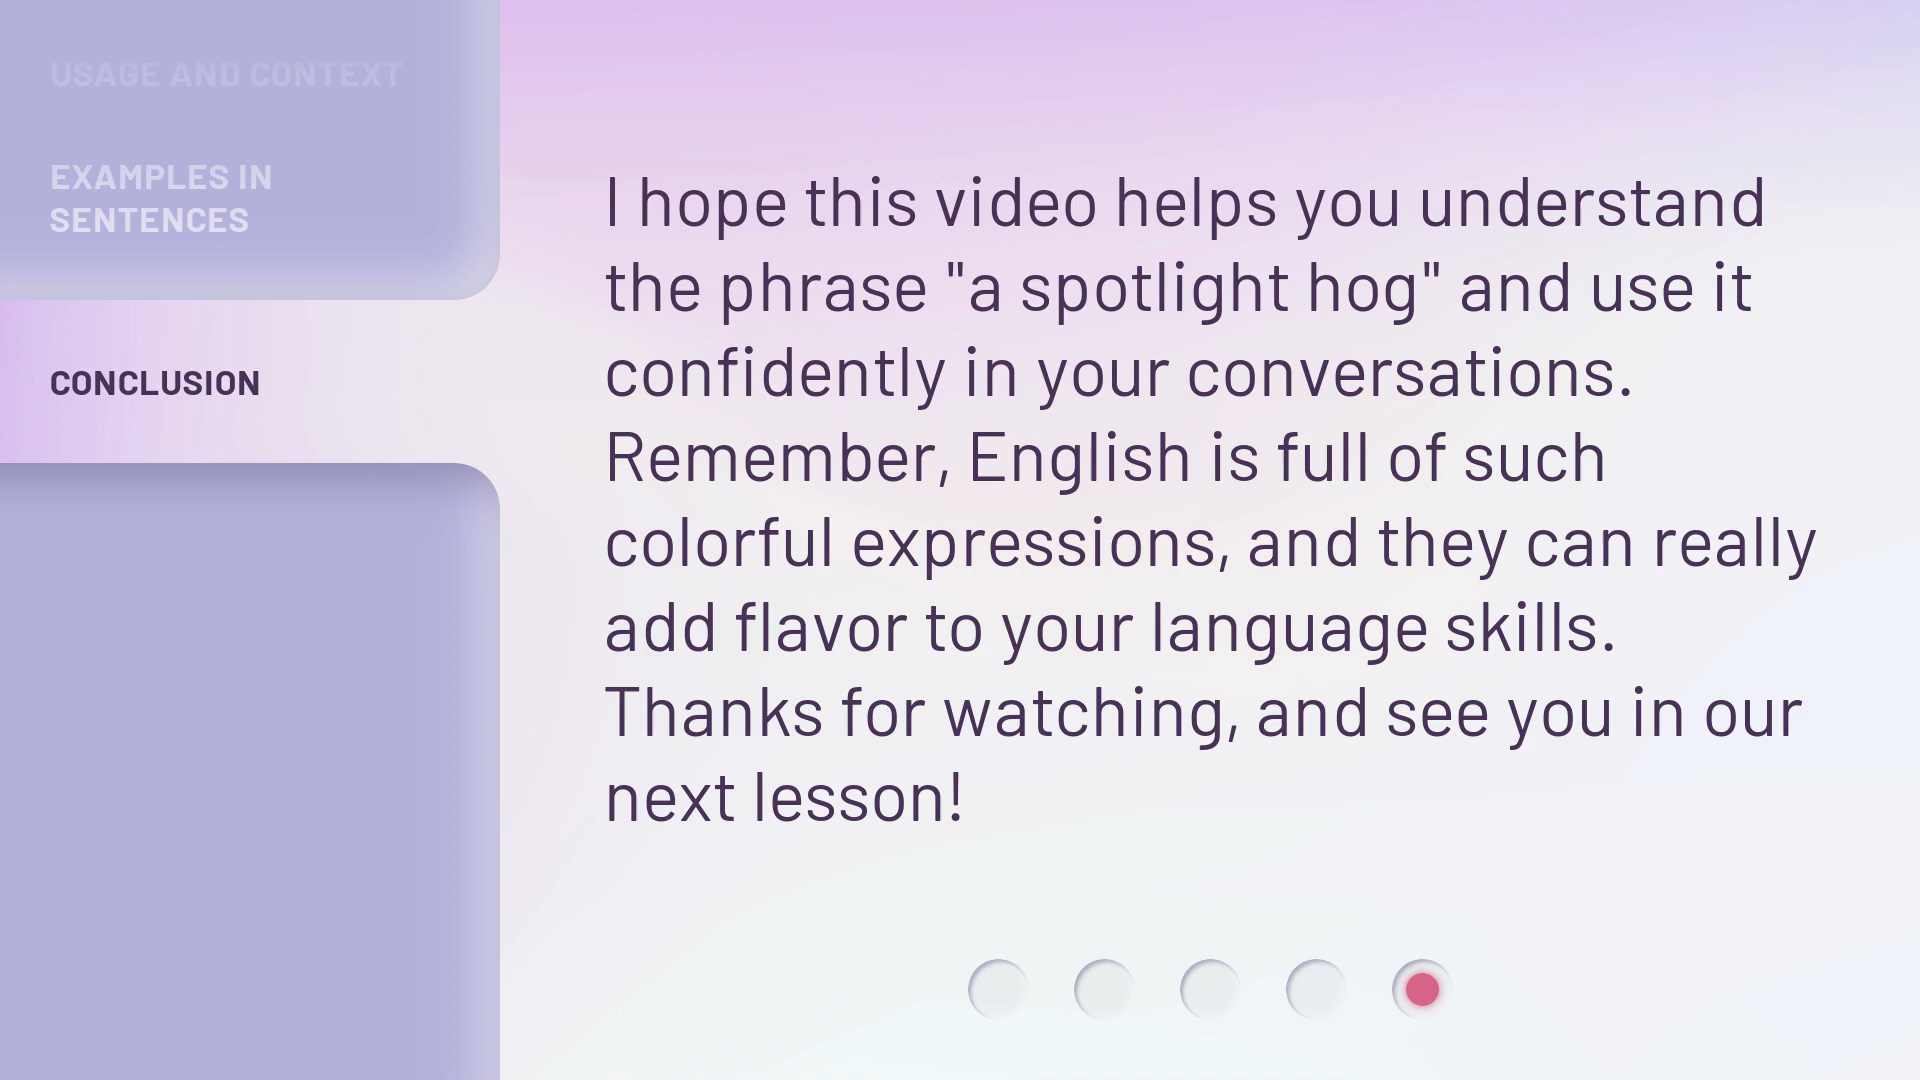 USAGE AND CONTEXT
EXAMPLES IN
SENTENCES
CONCLUSION
I hope this video helps you understand
the phrase "a spotlight hog" and use it
confidently in your conversations.
Remember, English is full of such
colorful expressions, and they can really
add flavor to your language skills.
Thanks for watching, and see you in our
next lesson!